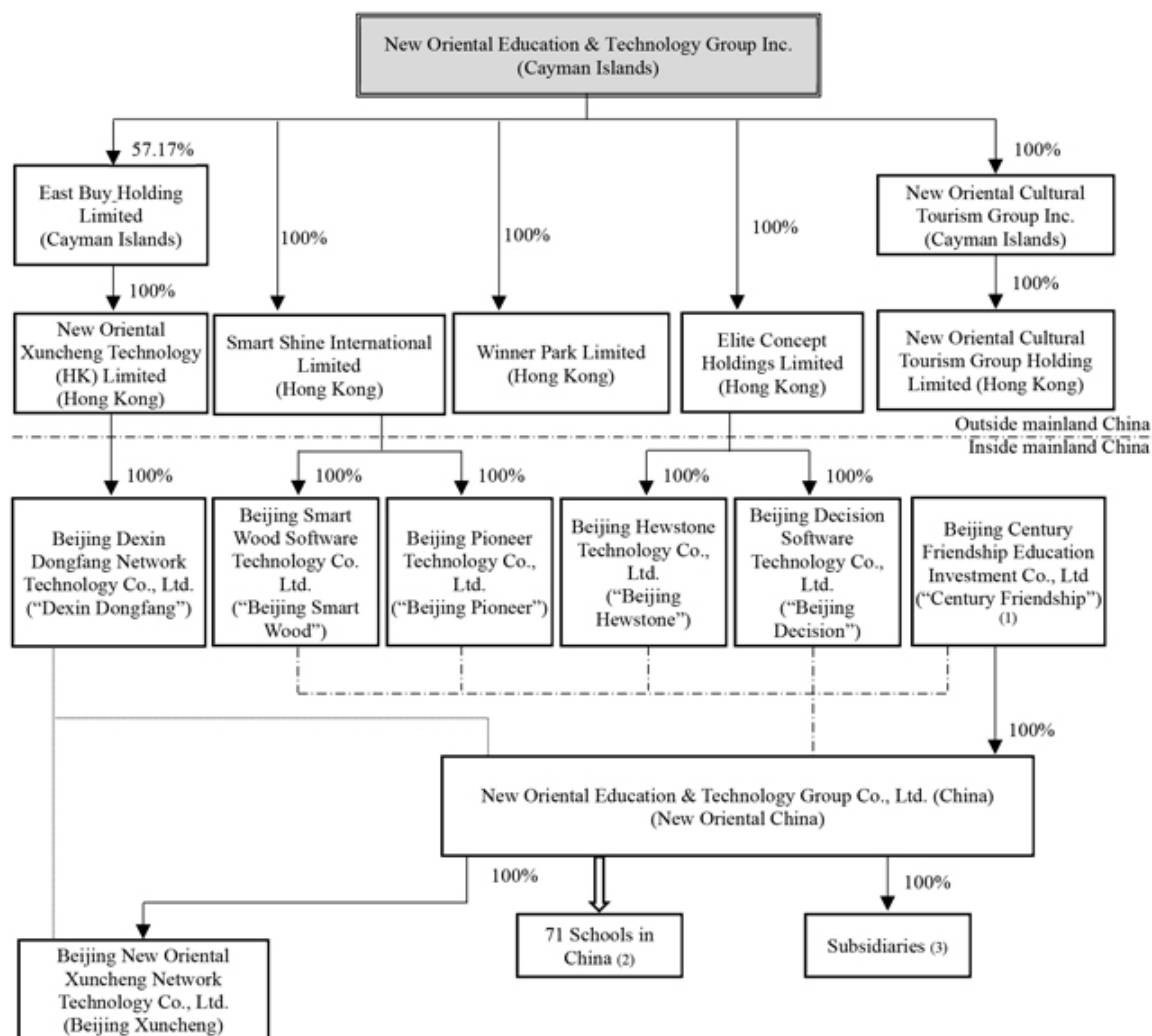 New Oriental Education & Technology Group Inc.
(Cayman Islands)
57.17%
100%
East Buy Holding
Limited
(Cayman Islands)
100%
100%
100%
New Oriental Cultural
Tourism Group Inc.
(Cayman Islands)
100%
100%
New Oriental
Xuncheng Technology
(HK) Limited
(Hong Kong)
Smart Shine International
Limited
(Hong Kong)
Winner Park Limited
(Hong Kong)
Elite Concept
Holdings Limited
(Hong Kong)
New Oriental Cultural
Tourism Group Holding
Limited (Hong Kong)
Outside mainland China
Inside mainland China
100%
100%
100%
100%
100%
Beijing Dexin
Dongfang Network
Technology Co., Ltd.
(“Dexin Dongfang”)
Beijing Smart
Wood Software
Technology Co.
Ltd.
(“Beijing Smart
Wood”)
Beijing Pioneer
Technology Co.,
Ltd.
(“Beijing Pioneer”)
Beijing Hewstone
Technology Co.,
Ltd.
(“Beijing
Hewstone”)
Beijing Decision
Software
Technology Co.,
Ltd.
(“Beijing
Decision”)
Beijing Century
Friendship Education
Investment Co., Ltd
(“Century Friendship”)
(1)
100%
New Oriental Education & Technology Group Co., Ltd. (China)
(New Oriental China)
100%
100%
Beijing New Oriental
Xuncheng Network
Technology Co., Ltd.
(Beijing Xuncheng)
71 Schools in
China (2)
Subsidiaries (3)